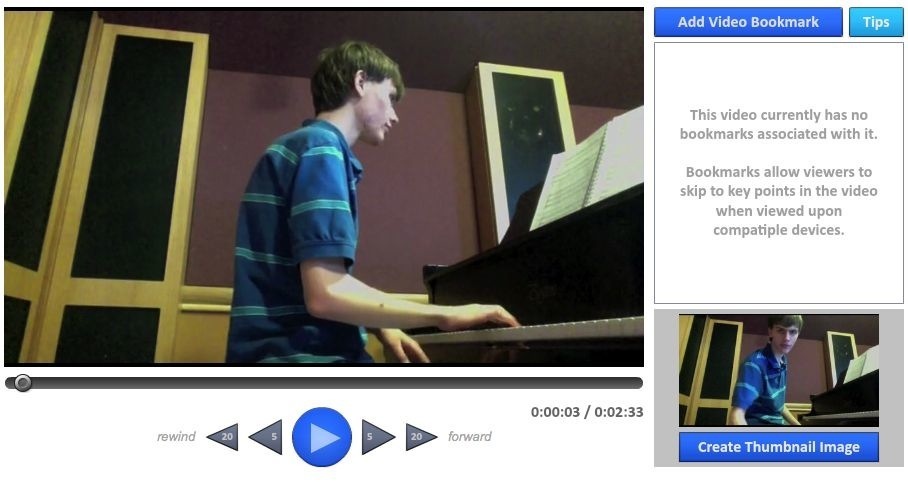 Add Video Bookmark
Tips
This video currently has no
bookmarks associated with it.
Bookmarks allow viewers to
skip to key points in the video
when viewed upon
compatiple devices.
0:00:03 / 0:02:33
rewind
20
5
5
20
forward
Create Thumbnail Image